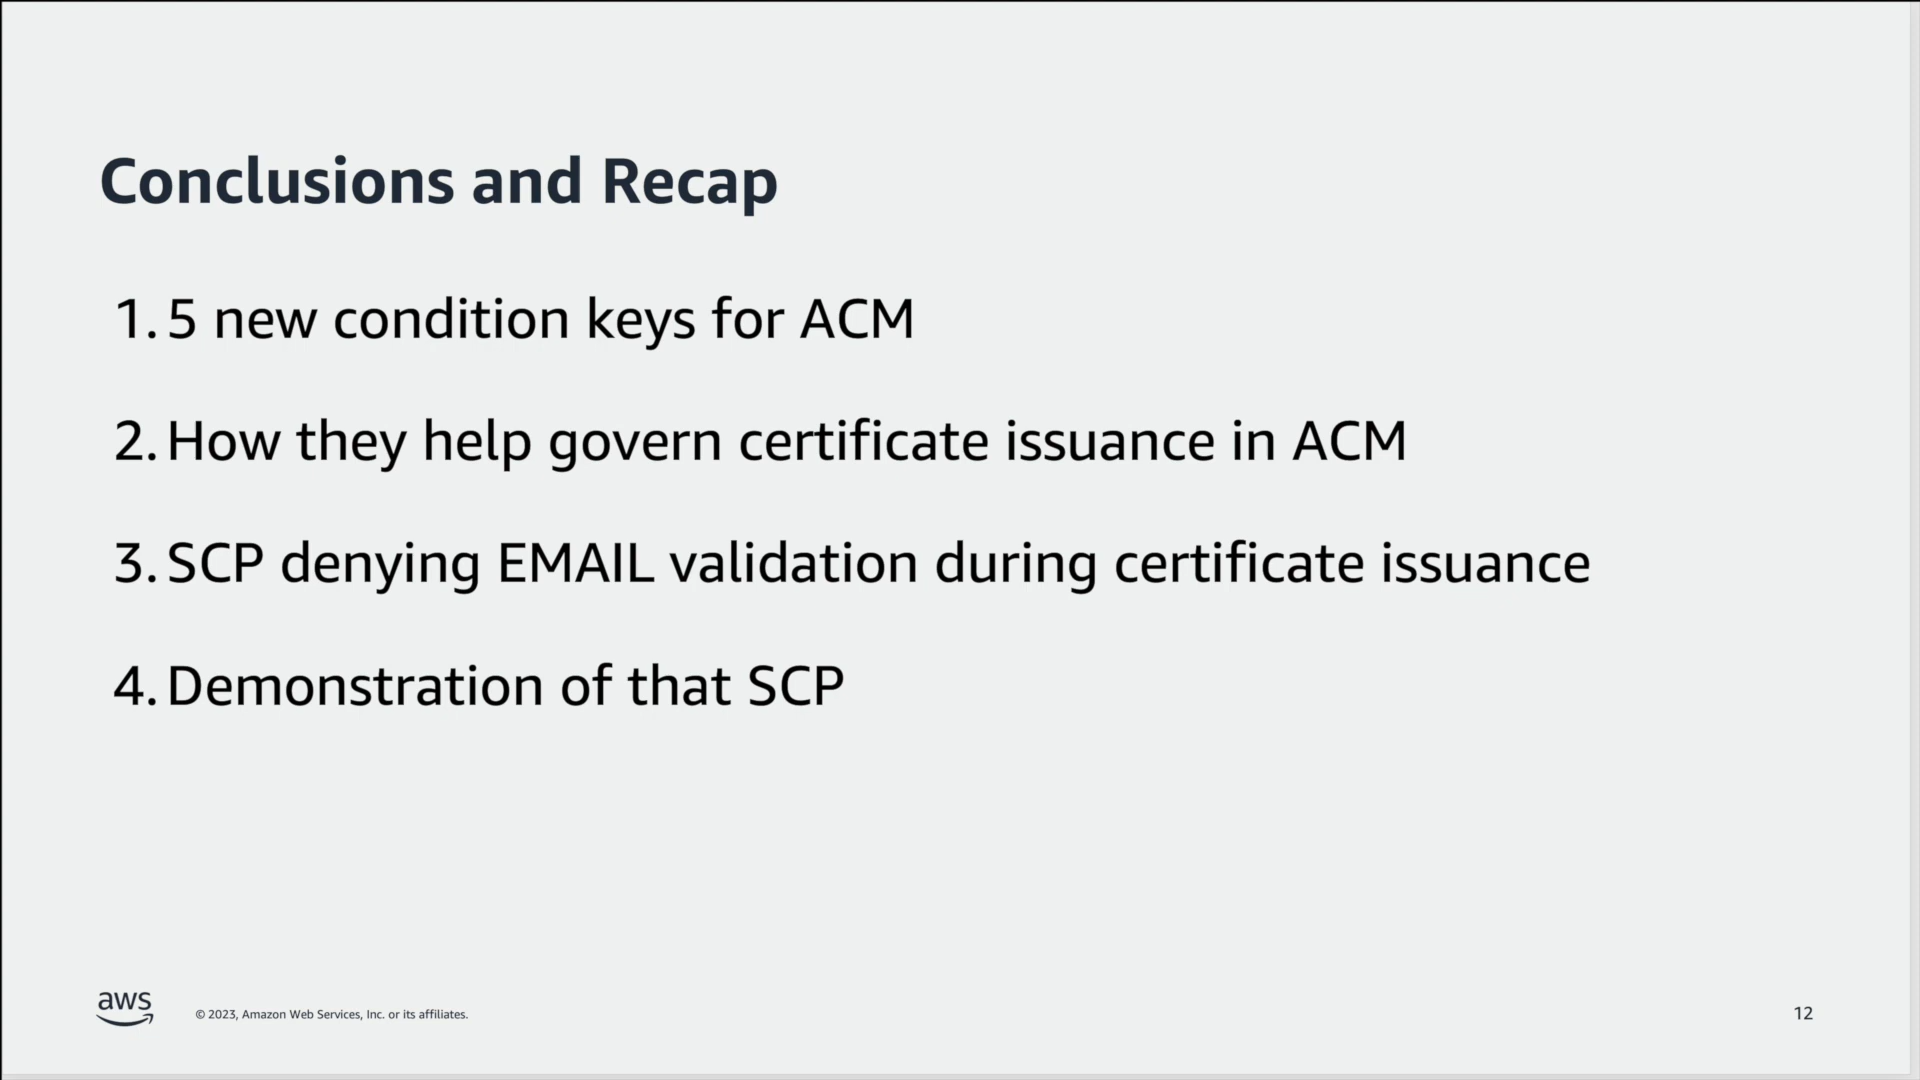 Conclusions and Recap
1. 5 new condition keys for ACM
2. How they help govern certificate issuance in ACM
3. SCP denying EMAIL validation during certificate issuance
4. Demonstration of that SCP
aws
© 2023, Amazon Web Services, Inc. or its affiliates.
12